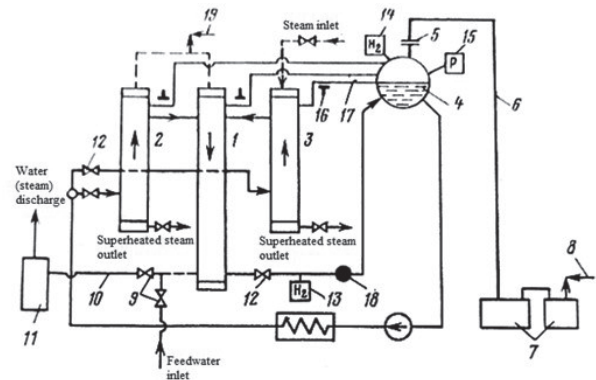 19
Steam inlet
14
H₂
5
15
P
16
17
4
6
12
2
1
3
Water
(steam)
discharge
Superheated steam
outlet
Superheated steam
outlet
8
10
9
12
H₂
13
18
11
7
Feedwater
inlet